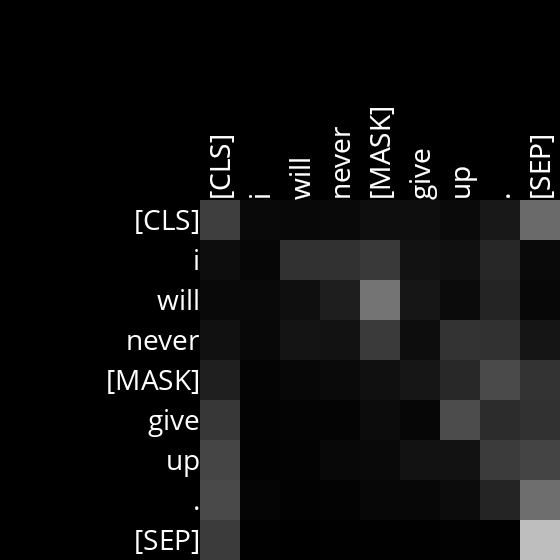 [CLS] i will never [MASK] give up . [SEP]
[CLS]
i
will
never
[MASK]
give
up
.
[SEP]